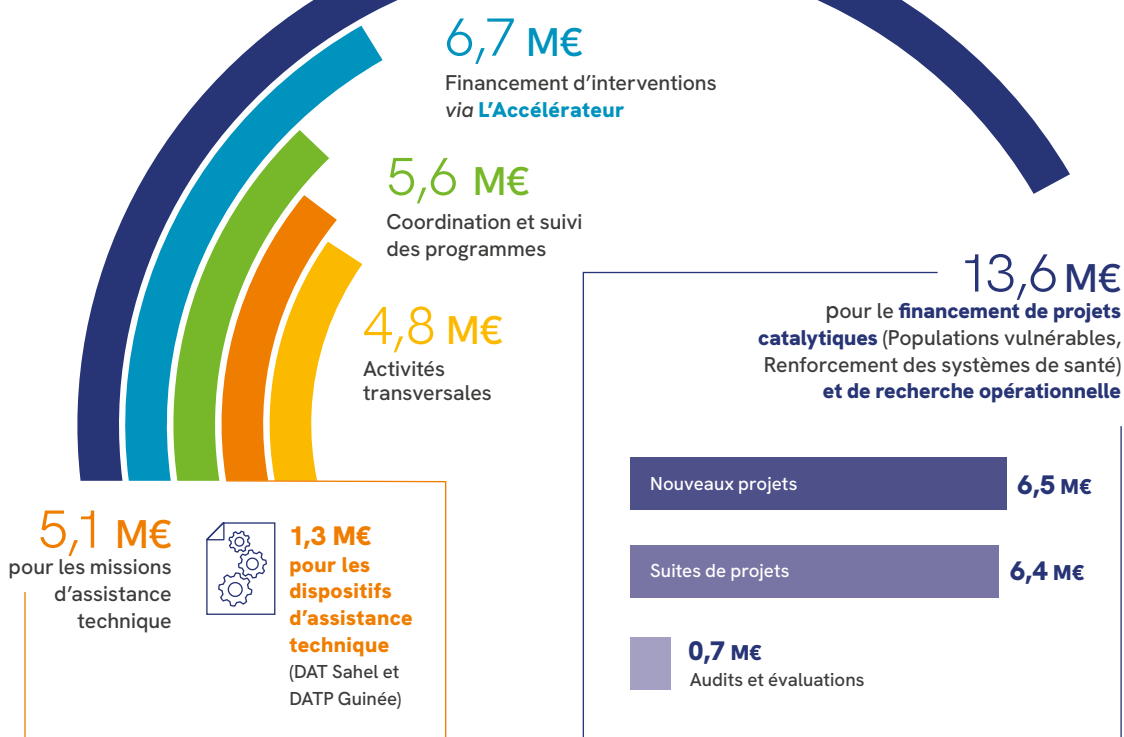 6,7 M€
Financement d'interventions
via L'Accélérateur
5,6 M€
Coordination et suivi
des programmes
4,8 M€
Activités
transversales
5,1 M€
pour les missions
d'assistance
technique
1,3 M€
pour les
dispositifs
d'assistance
technique
(DAT Sahel et
DATP Guinée)
13,6 M€
pour le financement de projets
catalytiques (Populations vulnérables,
Renforcement des systèmes de santé)
et de recherche opérationnelle
Nouveaux projets
6,5 M€
Suites de projets
6,4 M€
0,7 M€
Audits et évaluations